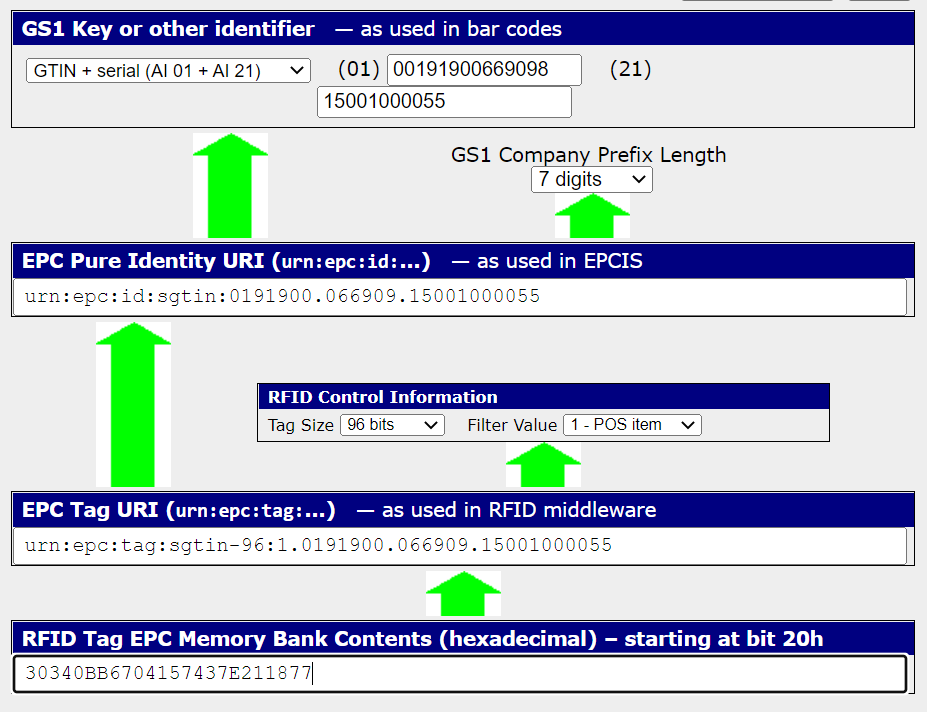 GS1 Key or other identifier — as used in bar codes
GTIN + serial (AI 01 + AI 21) (01) 00191900669098 (21)
15001000055
GS1 Company Prefix Length
7 digits
EPC Pure Identity URI (urn:epc:id:...) — as used in EPCIS
urn:epc:id:sgtin:0191900.066909.15001000055
RFID Control Information
Tag Size 96 bits Filter Value 1 - POS item
EPC Tag URI (urn:epc:tag:...) — as used in RFID middleware
urn:epc:tag:sgtin-96:1.0191900.066909.15001000055
RFID Tag EPC Memory Bank Contents (hexadecimal) – starting at bit 20h
30340BB6704157437E211877